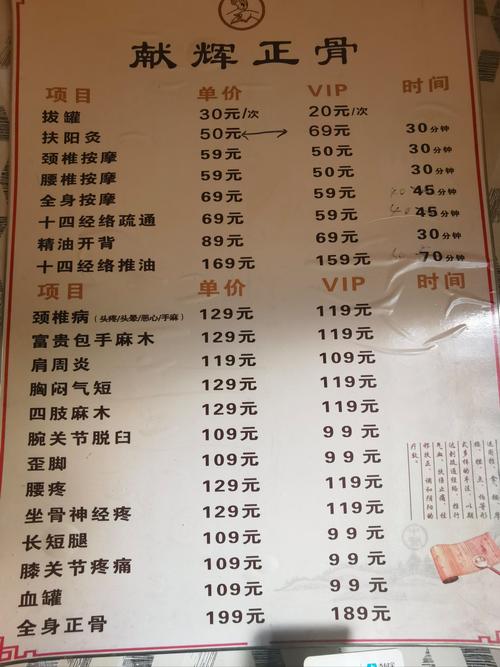 献辉正骨
项目 单价 VIP 时间
拔罐 30元/次 20元/次
扶阳灸 50元 69元 30分钟
颈椎按摩 59元 50元 30分钟
腰椎按摩 59元 50元 30分钟
全身按摩 69元 59元 45分钟
十四经络疏通 69元 59元 45分钟
精油开背 89元 69元 30分钟
十四经络推油 169元 159元 70分钟
项目 单价 VIP 时间
颈椎病(头疼/头晕/恶心/手麻) 129元 119元
富贵包手麻木 129元 119元
肩周炎 119元 109元
胸闷气短 129元 119元
四肢麻木 129元 119元
腕关节脱臼 109元 99元
歪脚 109元 99元
腰疼 129元 119元
坐骨神经疼 129元 119元
长短腿 109元 99元
膝关节疼痛 109元 99元
血罐 109元 99元
全身正骨 199元 189元